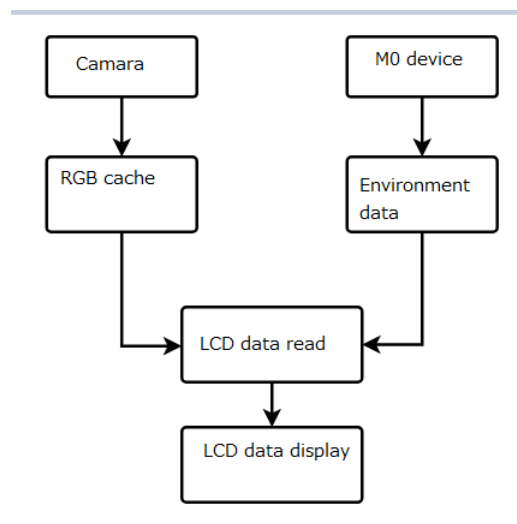 Camara
M0 device
RGB cache
Environment
data
LCD data read
LCD data display